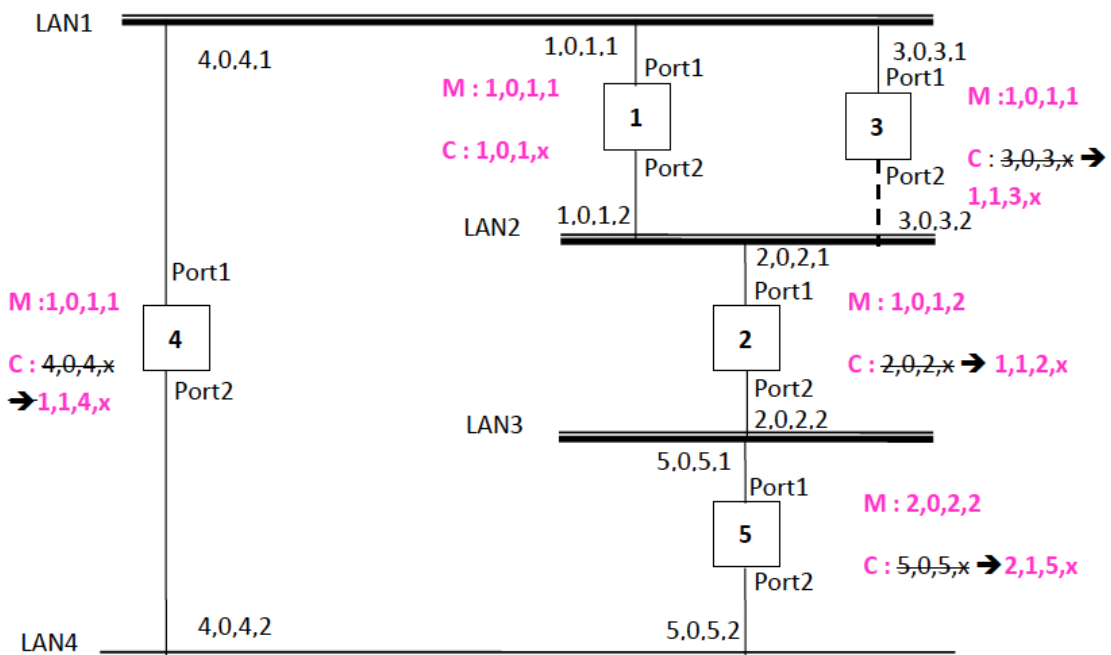 LAN1
4,0,4,1
1,0,1,1
3,0,3,1
Port1
Port1
M : 1,0,1,1
1
3
M :1,0,1,1
C : 1,0,1,x
C : 3,0,3,x ➔
1,1,3,x
Port2
Port2
1,0,1,2
3,0,3,2
LAN2
2,0,2,1
Port1
Port1
M :1,0,1,1
4
2
M : 1,0,1,2
C : 4,0,4,x
➔1,1,4,x
C : 2,0,2,x ➔ 1,1,2,x
Port2
Port2
2,0,2,2
LAN3
5,0,5,1
Port1
M : 2,0,2,2
5
C : 5,0,5,x ➔ 2,1,5,x
Port2
4,0,4,2
5,0,5,2
LAN4